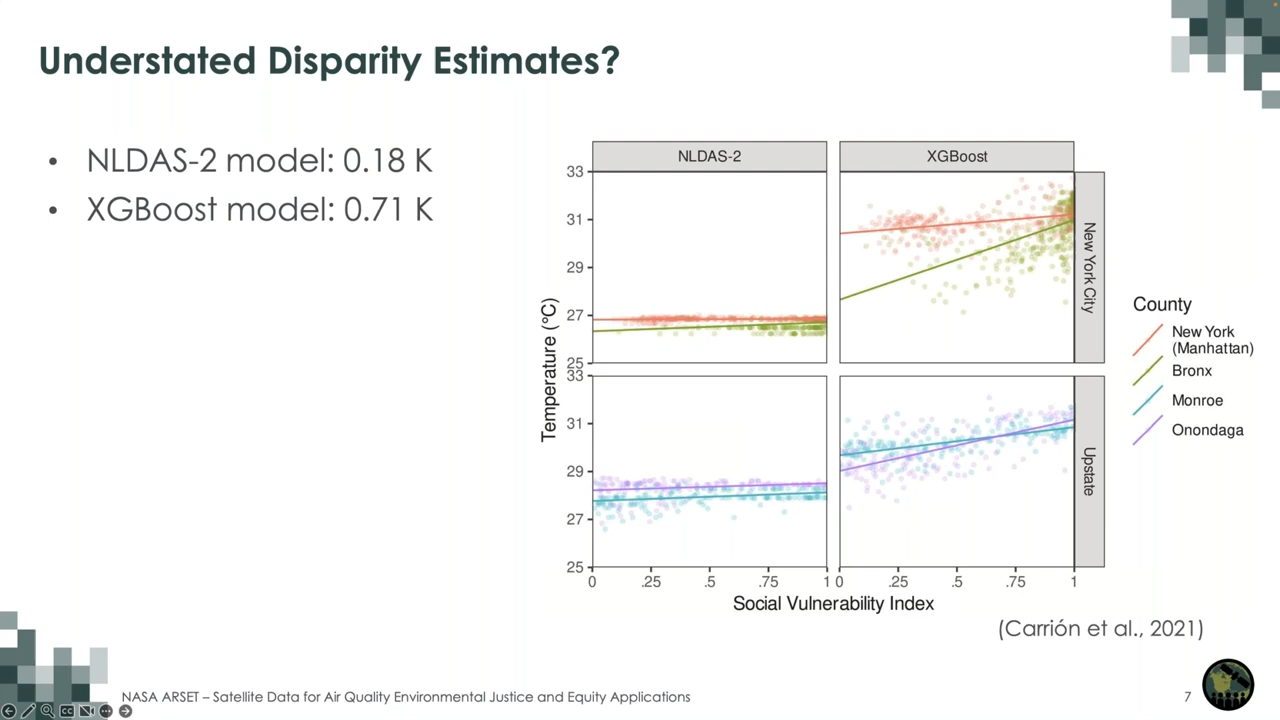 Understated Disparity Estimates?
• NLDAS-2 model: 0.18 K
• XGBoost model: 0.71 K
NLDAS-2
XGBoost
33
31
29
27
25
New York City
33
31
29
27
25
Upstate
Temperature (°C)
0 .25 .5 .75 1
0 .25 .5 .75 1
Social Vulnerability Index
County
New York
(Manhattan)
Bronx
Monroe
Onondaga
(Carrión et al., 2021)
NASA ARSET – Satellite Data for Air Quality Environmental Justice and Equity Applications
7
CC